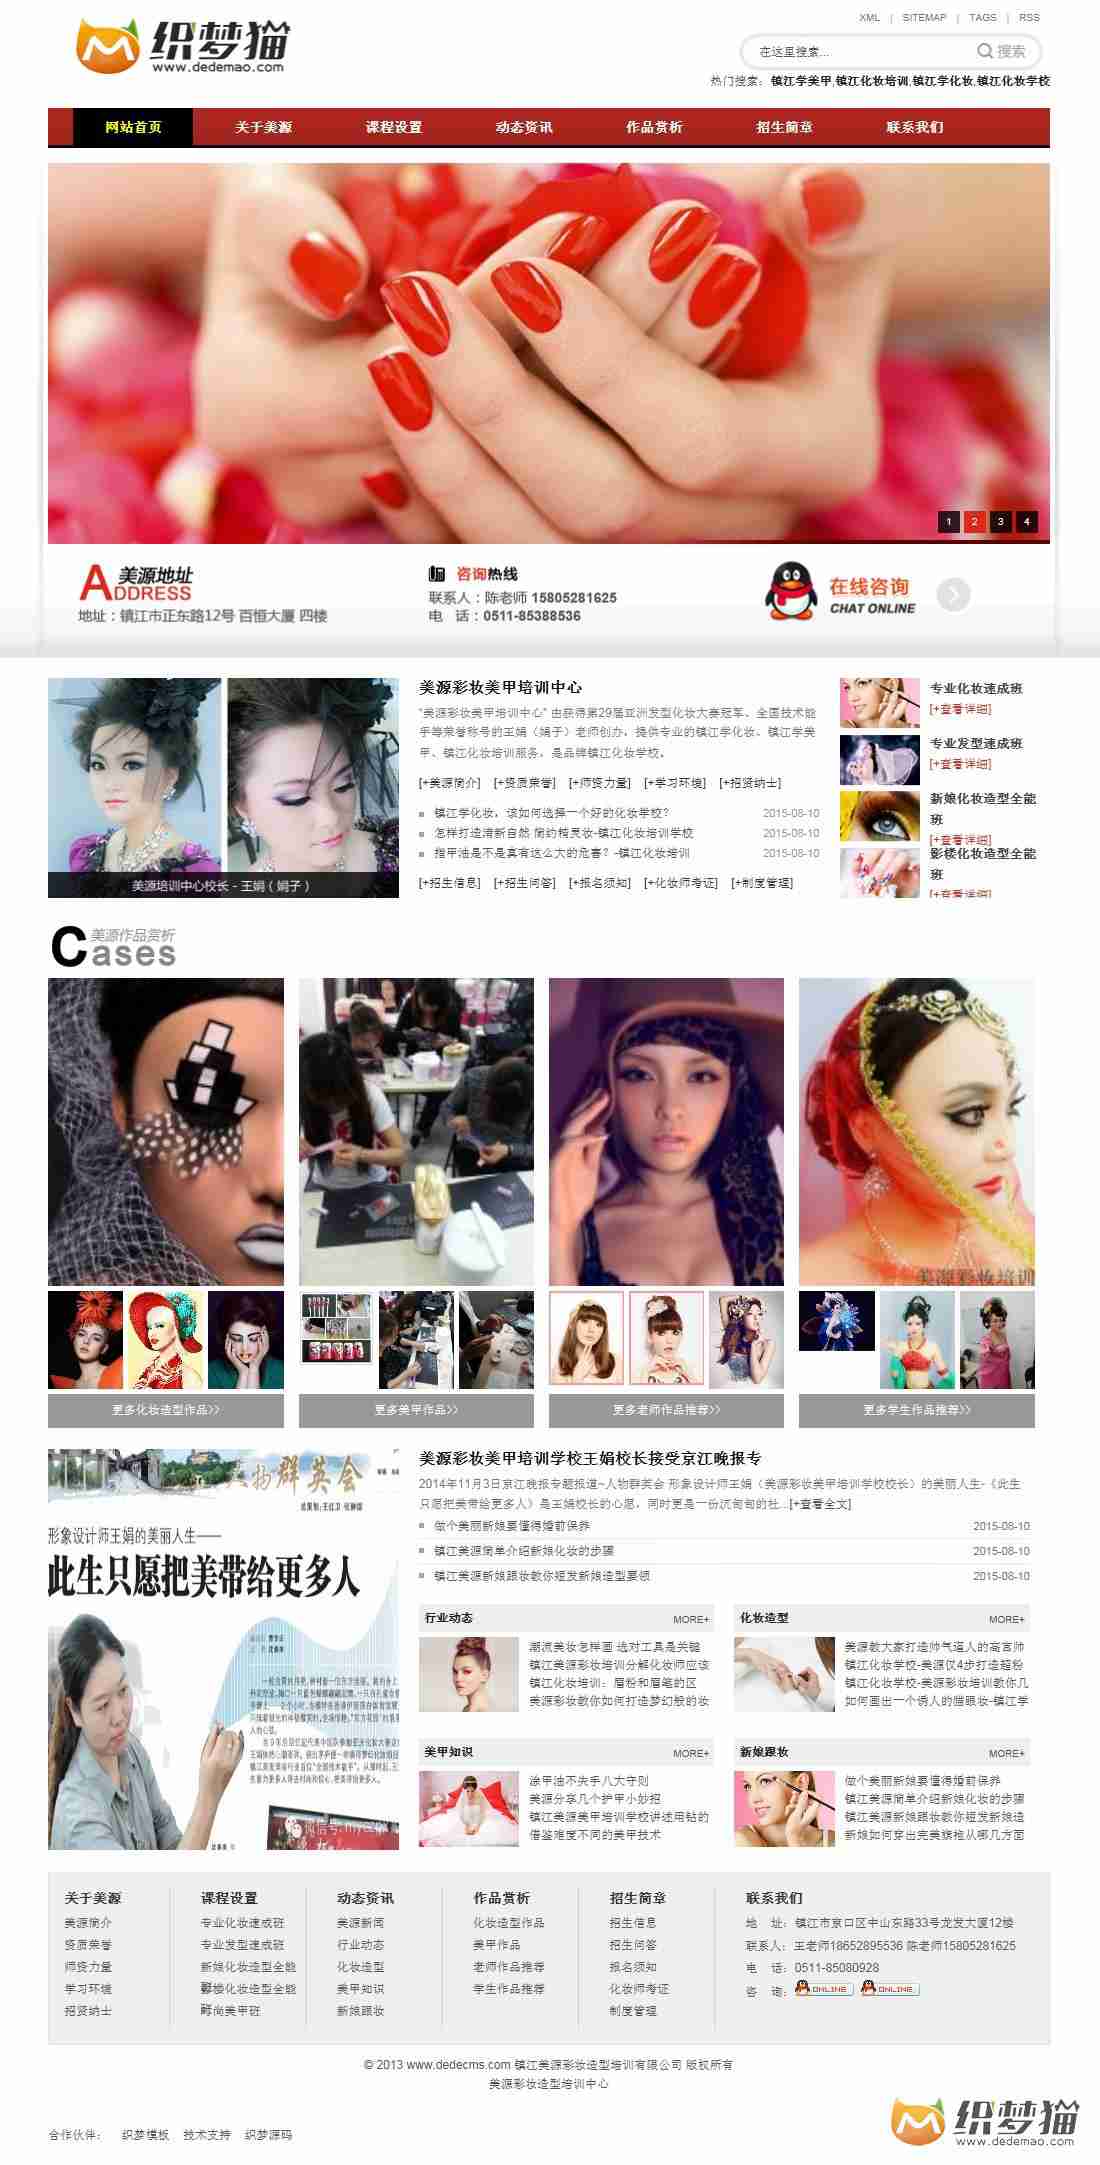 织梦猫
www.dedemao.com
XML | SITEMAP | TAGS | RSS
在这里搜索...
搜索
热门搜索：镇江学美甲,镇江化妆培训,镇江学化妆,镇江化妆学校
网站首页 关于美源 课程设置 动态资讯 作品赏析 招生简章 联系我们
1 2 3 4
美源地址
ADDRESS
地址：镇江市正东路12号 百恒大厦 四楼
咨询热线
联系人：陈老师 15805281625
电 话：0511-85388536
在线咨询
CHAT ONLINE
美源培训中心校长 - 王娟（娟子）
美源彩妆美甲培训中心
“美源彩妆美甲培训中心” 由获得第29届亚洲发型化妆大赛冠军、全国技术能
手等荣誉称号的王娟（娟子）老师创办，提供专业的镇江学化妆、镇江学美
甲、镇江化妆培训服务，是品牌镇江化妆学校。
[+美源简介] [+资质荣誉] [+师资力量] [+学习环境] [+招贤纳士]
镇江学化妆，该如何选择一个好的化妆学校？ 2015-08-10
怎样打造清新自然 简约精灵妆-镇江化妆培训学校 2015-08-10
指甲油是不是真有这么大的危害？-镇江化妆培训 2015-08-10
[+招生信息] [+招生问答] [+报名须知] [+化妆师考证] [+制度管理]
专业化妆速成班
[+查看详细]
专业发型速成班
[+查看详细]
新娘化妆造型全能
班
[+查看详细]
影楼化妆造型全能
班
[+查看详细]
美源作品赏析
Cases
美源彩妆培训
更多化妆造型作品>> 更多美甲作品>> 更多老师作品推荐>> 更多学生作品推荐>>
人物群英会
形象设计师王娟的美丽人生——
此生只愿把美带给更多人
美源彩妆美甲培训学校王娟校长接受京江晚报专
2014年11月3日京江晚报专题报道--人物群英会 形象设计师王娟（美源彩妆美甲培训学校校长）的美丽人生-《此生
只愿把美带给更多人》是王娟校长的心愿，同时更是一份沉甸甸的社...[+查看全文]
做个美丽新娘要懂得婚前保养 2015-08-10
镇江美源简单介绍新娘化妆的步骤 2015-08-10
镇江美源新娘跟妆教你短发新娘造型要领 2015-08-10
行业动态 MORE+
潮流美妆怎样画 选对工具是关键
镇江美源彩妆培训分解化妆师应该
镇江化妆培训：眉粉和眉笔的区
美源彩妆教你如何打造梦幻般的妆
化妆造型 MORE+
美源教大家打造帅气逼人的高富帅
镇江化妆学校-美源仅4步打造超粉
镇江化妆学校-美源彩妆培训教你几
如何画出一个诱人的猫眼妆-镇江学
美甲知识 MORE+
涂甲油不失手八大守则
美源分享几个护甲小妙招
镇江美源美甲培训学校讲述用钻的
借鉴难度不同的美甲技术
新娘跟妆 MORE+
做个美丽新娘要懂得婚前保养
镇江美源简单介绍新娘化妆的步骤
镇江美源新娘跟妆教你短发新娘造
新娘如何穿出完美旗袍从哪几方面
关于美源
美源简介
资质荣誉
师资力量
学习环境
招贤纳士
课程设置
专业化妆速成班
专业发型速成班
新娘化妆造型全能
影楼化妆造型全能
时尚美甲班
动态资讯
美源新闻
行业动态
化妆造型
美甲知识
新娘跟妆
作品赏析
化妆造型作品
美甲作品
老师作品推荐
学生作品推荐
招生简章
招生信息
招生问答
报名须知
化妆师考证
制度管理
联系我们
地 址：镇江市京口区中山东路33号龙发大厦12楼
联系人：王老师18652895536 陈老师15805281625
电 话：0511-85080928
咨 询： ONLINE ONLINE
© 2013 www.dedecms.com 镇江美源彩妆造型培训有限公司 版权所有
美源彩妆造型培训中心
合作伙伴： 织梦模板 技术支持 织梦源码
织梦猫
www.dedemao.com